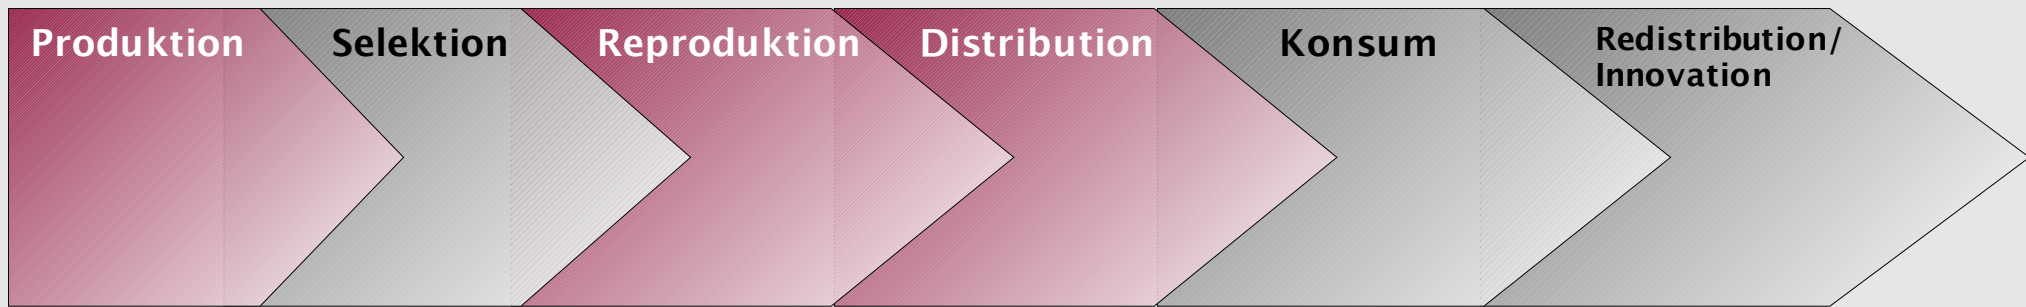 Produktion
Selektion
Reproduktion
Distribution
Konsum
Redistribution/
Innovation